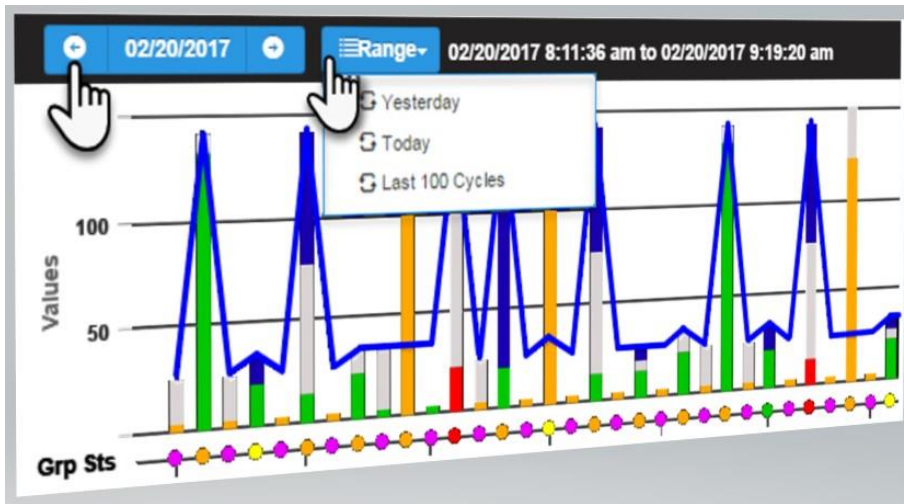 02/20/2017
Range
02/20/2017 8:11:36 am to 02/20/2017 9:19:20 am
Yesterday
Today
Last 100 Cycles
100
50
Values
Grp Sts